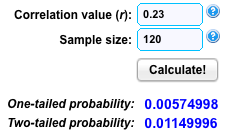 Correlation value (r): 0.23 ?
Sample size: 120 ?
Calculate!
One-tailed probability: 0.00574998
Two-tailed probability: 0.01149996